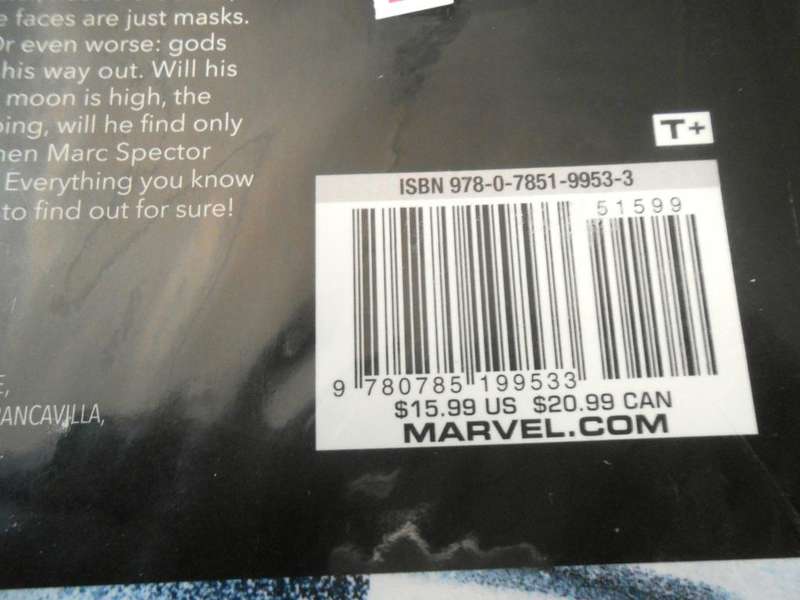 e faces are just masks.
Or even worse: gods
his way out. Will his
moon is high, the
ping, will he find only
hen Marc Spector
Everything you know
to find out for sure!
T+
ISBN 978-0-7851-9953-3
51599
9 780785 199533
$15.99 US $20.99 CAN
MARVEL.COM
E,
ANCAVILLA,